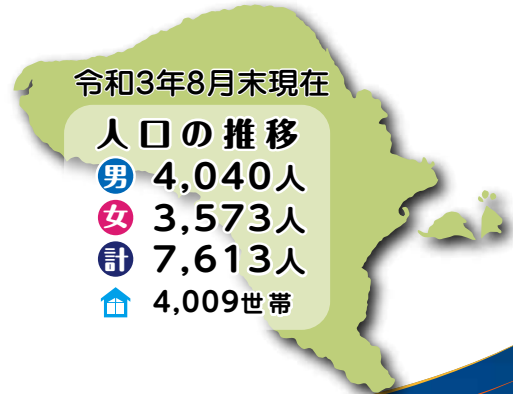 令和3年8月末現在
人口の推移
男 4,040人
女 3,573人
計 7,613人
4,009世帯